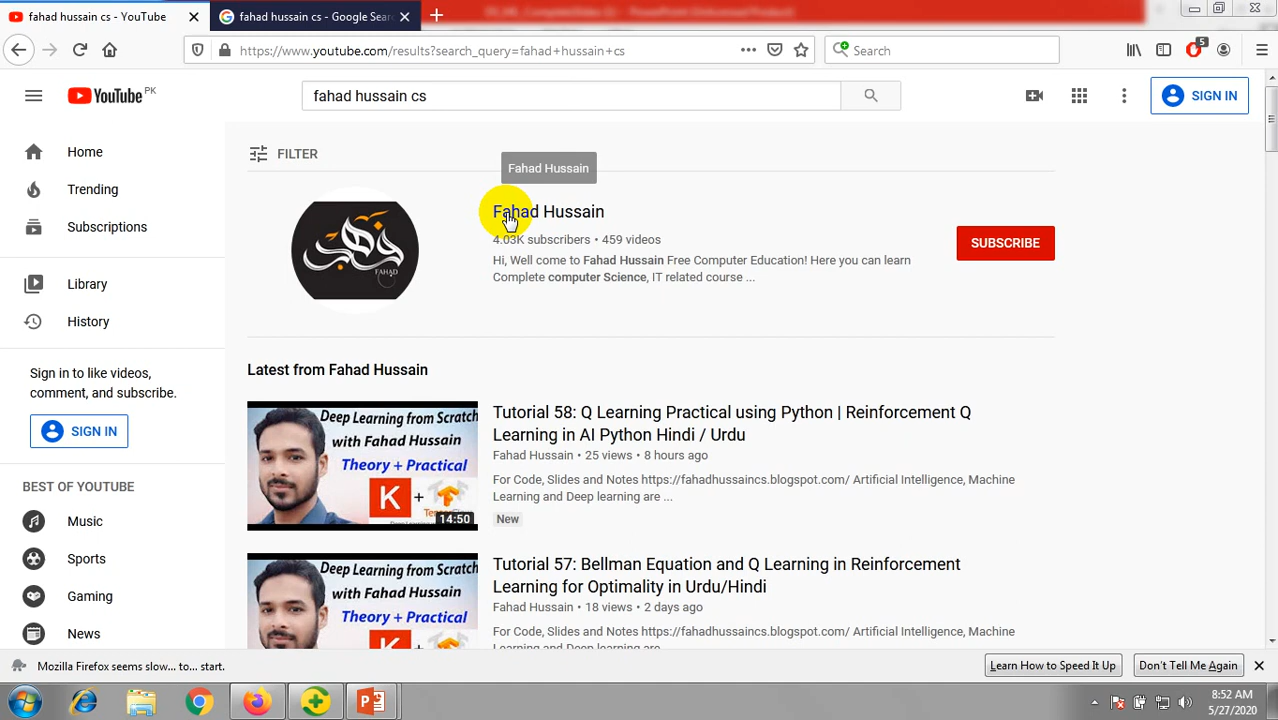 fahad hussain cs - YouTube
fahad hussain cs - Google Sear
https://www.youtube.com/results?search_query=fahad+hussain+cs
Search
5
YouTube PK
fahad hussain cs
SIGN IN
Home
Trending
Subscriptions
Library
History
Sign in to like videos,
comment, and subscribe.
SIGN IN
BEST OF YOUTUBE
Music
Sports
Gaming
News
FILTER
Fahad Hussain
FAHAD
Fahad Hussain
4.03K subscribers • 459 videos
Hi, Well come to Fahad Hussain Free Computer Education! Here you can learn
Complete computer Science, IT related course ...
SUBSCRIBE
Latest from Fahad Hussain
Deep Learning from Scratch
with Fahad Hussain
Theory + Practical
K +
14:50
Tutorial 58: Q Learning Practical using Python | Reinforcement Q
Learning in AI Python Hindi / Urdu
Fahad Hussain • 25 views • 8 hours ago
For Code, Slides and Notes https://fahadhussaincs.blogspot.com/ Artificial Intelligence, Machine
Learning and Deep learning are ...
New
Deep Learning from Scratch
with Fahad Hussain
Theory + Practical
Tutorial 57: Bellman Equation and Q Learning in Reinforcement
Learning for Optimality in Urdu/Hindi
Fahad Hussain • 18 views • 2 days ago
For Code, Slides and Notes https://fahadhussaincs.blogspot.com/ Artificial Intelligence, Machine
Learning and Deep learning are ...
Mozilla Firefox seems slow... to... start.
Learn How to Speed It Up
Don't Tell Me Again
8:52 AM
5/27/2020